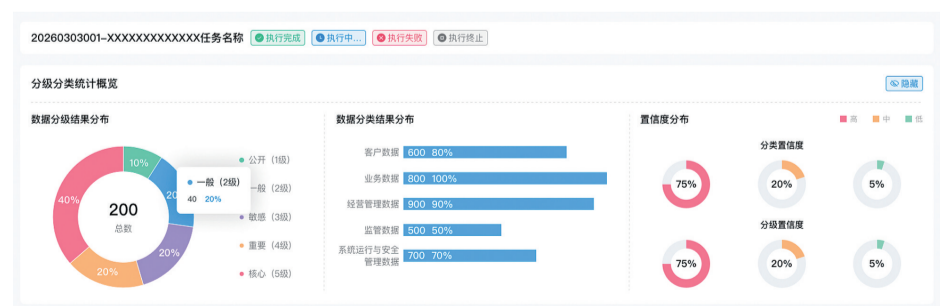 20260303001-XXXXXXXXXXXXX任务名称 执行完成 执行中... 执行失败 执行终止
分级分类统计概览 隐藏
数据分级结果分布
10%
20
20%
20%
40%
200
总数
一般（2级）
40 20%
公开（1级）
一般（2级）
敏感（3级）
重要（4级）
核心（5级）
数据分类结果分布
客户数据 600 80%
业务数据 800 100%
经营管理数据 900 90%
监管数据 500 50%
系统运行与安全
管理数据 700 70%
置信度分布 高 中 低
分类置信度
75% 20% 5%
分级置信度
75% 20% 5%